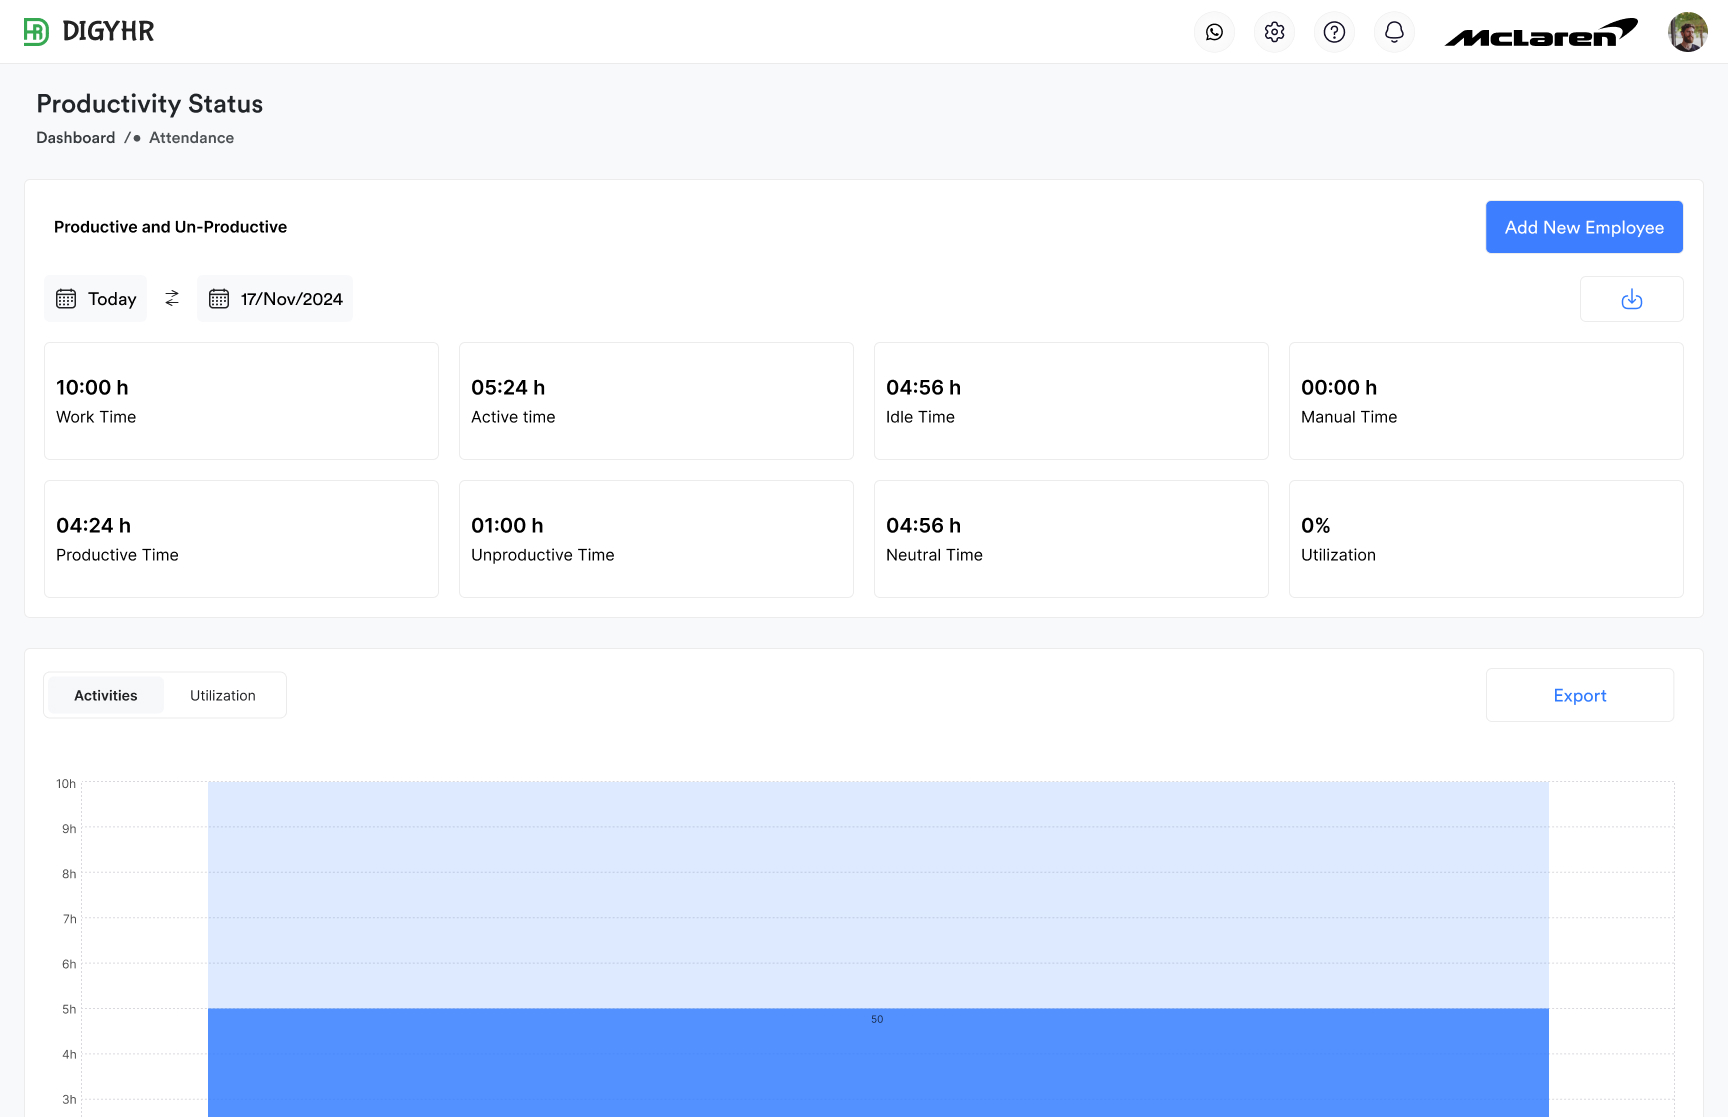 DIGYHR
McLaren
Productivity Status
Dashboard / • Attendance
Productive and Un-Productive
Add New Employee
Today
17/Nov/2024
10:00 h
Work Time
05:24 h
Active time
04:56 h
Idle Time
00:00 h
Manual Time
04:24 h
Productive Time
01:00 h
Unproductive Time
04:56 h
Neutral Time
0%
Utilization
Activities
Utilization
Export
10h
9h
8h
7h
6h
5h
50
4h
3h